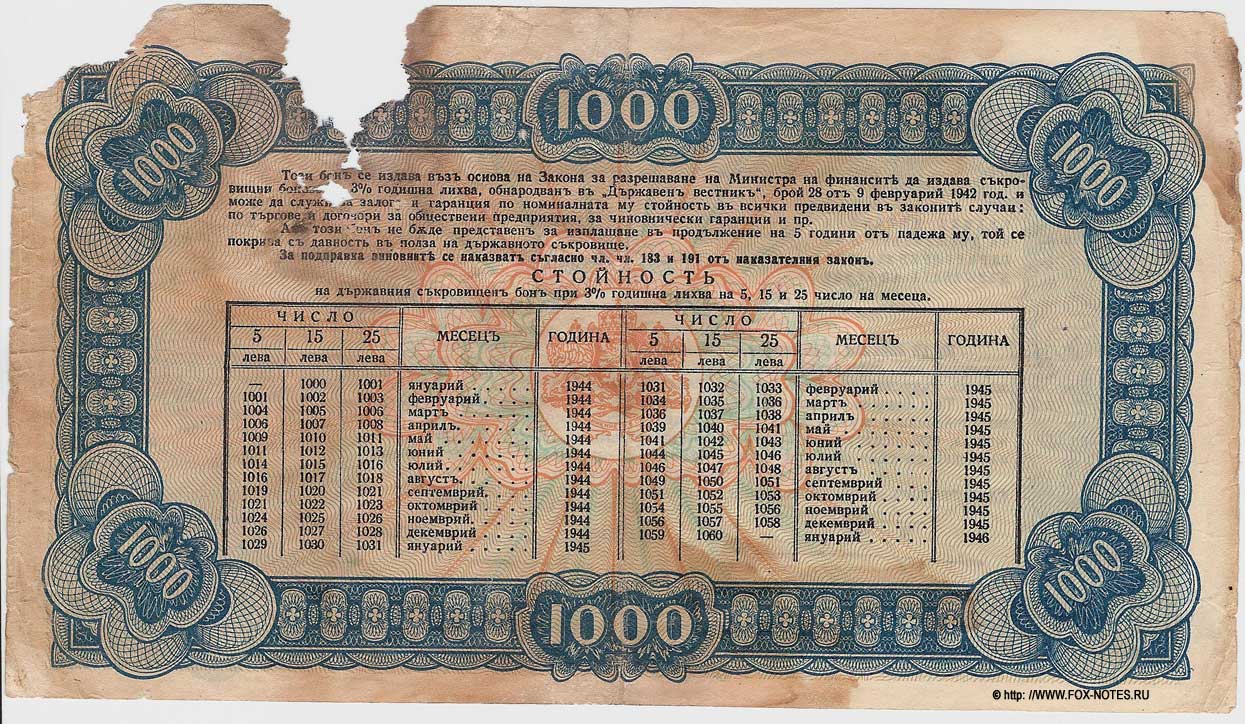 1000
1000
1000
Този бонъ се издава възъ основа на Закона за разрешаване на Министра на финанситѣ да издава съкро-
вищни 3% годишна лихва, обнародванъ въ „Държавенъ вестникъ“, брой 28 отъ 9 февруарий 1942 год. и
може да служи залогъ и гаранция по номиналната му стойность въ всички предвидени въ законитѣ случаи:
по търгове и договори за обществени предприятия, за чиновнически гаранции и пр.
Ако този бонъ не бѫде представенъ за изплащане въ продължение на 5 години отъ падежа му, той се
покрива съ давность въ полза на държавното съкровище.
За подправка виновнитѣ се наказватъ съгласно чл. чл. 183 и 191 отъ наказателния законъ.
СТОЙНОСТЬ
на държавния съкровищенъ бонъ при 3% годишна лихва на 5, 15 и 25 число на месеца.
ЧИСЛО МЕСЕЦЪ ГОДИНА ЧИСЛО МЕСЕЦЪ ГОДИНА
5 15 25 5 15 25
лева лева лева лева лева лева
— 1000 1001 януарий 1944 1031 1032 1033 февруарий 1945
1001 1002 1003 февруарий 1944 1034 1035 1036 мартъ 1945
1004 1005 1006 мартъ 1944 1036 1037 1038 априлъ 1945
1006 1007 1008 априлъ 1944 1039 1040 1041 май 1945
1009 1010 1011 май 1944 1041 1042 1043 юний 1945
1011 1012 1013 юний 1944 1044 1045 1046 юлий 1945
1014 1015 1016 юлий 1944 1046 1047 1048 августъ 1945
1016 1017 1018 августъ 1944 1049 1050 1051 септемврий 1945
1019 1020 1021 септемврий 1944 1051 1052 1053 октомврий 1945
1021 1022 1023 октомврий 1944 1054 1055 1056 ноемврий 1945
1024 1025 1026 ноемврий 1944 1056 1057 1058 декемврий 1945
1026 1027 1028 декемврий 1944 1059 1060 — януарий 1946
1029 1030 1031 януарий 1945
1000
1000
1000
© http: //WWW.FOX-NOTES.RU